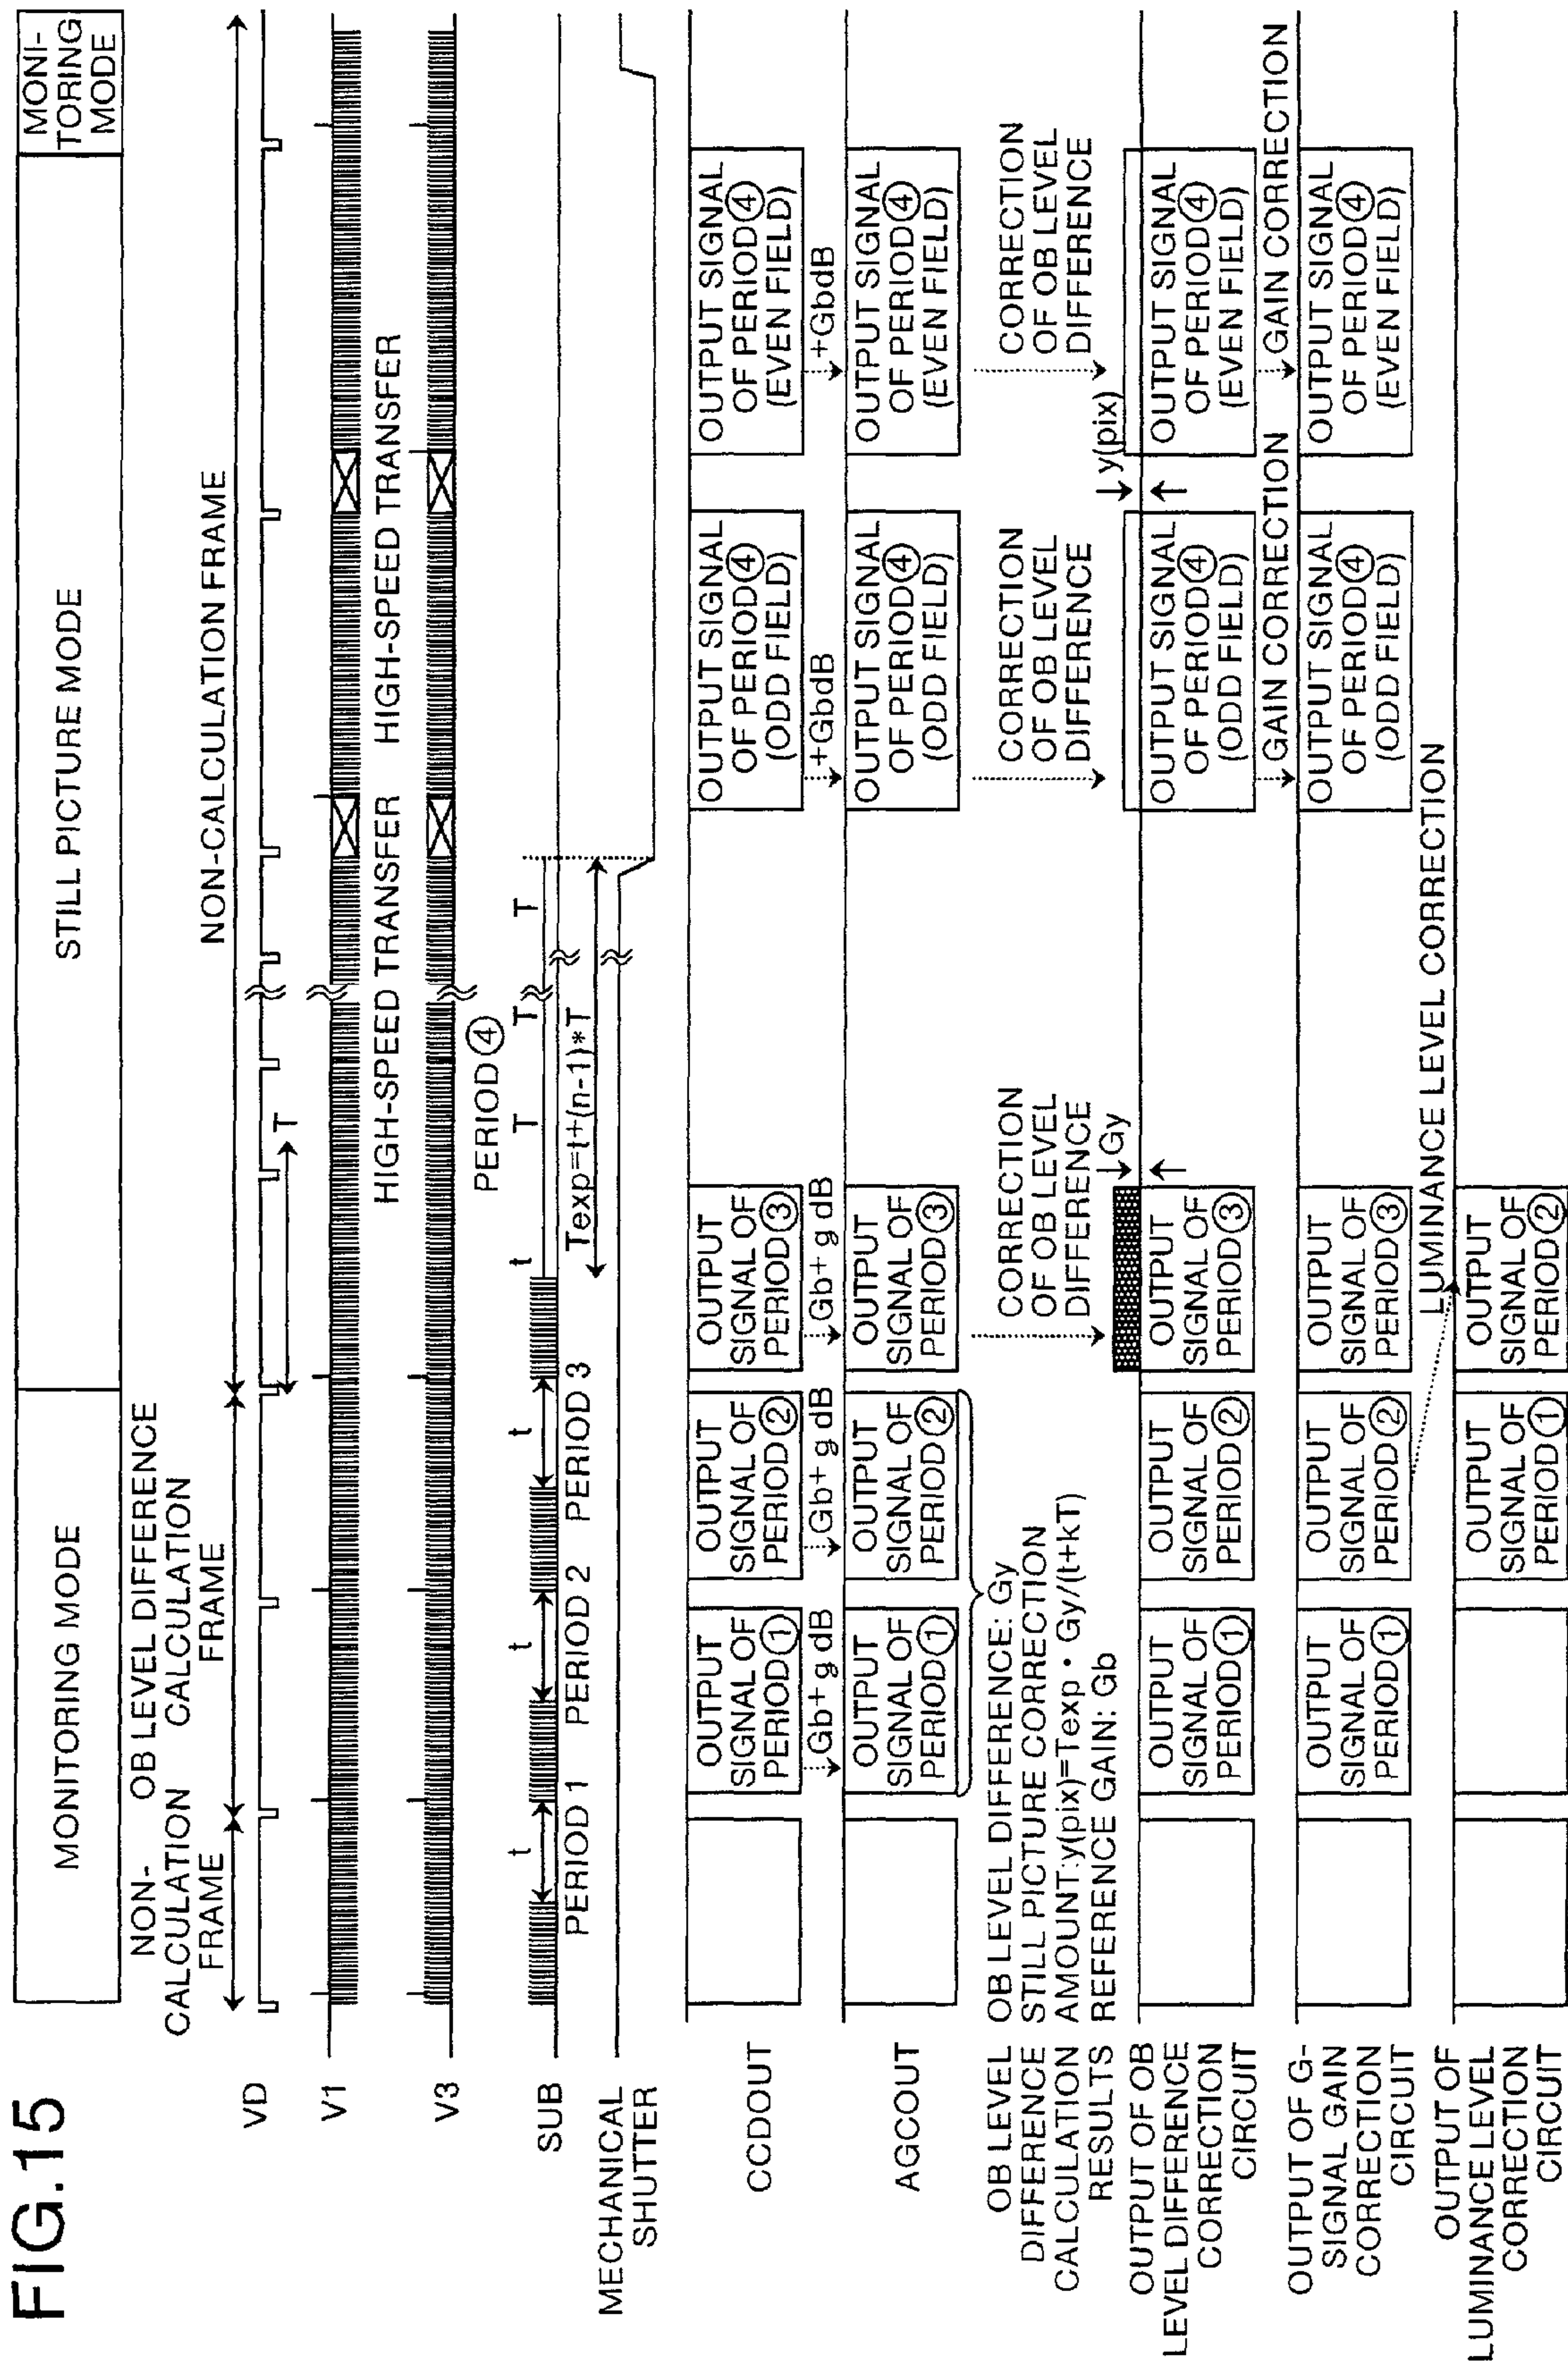 FIG.15
MONITORING MODE
STILL PICTURE MODE
MONI-
TORING
MODE
NON-
CALCULATION
FRAME
OB LEVEL DIFFERENCE
CALCULATION
FRAME
NON-CALCULATION FRAME
VD
T
V1
HIGH-SPEED TRANSFER
HIGH-SPEED TRANSFER
V3
PERIOD④
SUB
t
t
t
t
T
T
T
PERIOD 1
PERIOD 2
PERIOD 3
Texp=t+(n-1)*T
MECHANICAL
SHUTTER
CCDOUT
OUTPUT
SIGNAL OF
PERIOD①
OUTPUT
SIGNAL OF
PERIOD②
OUTPUT
SIGNAL OF
PERIOD③
OUTPUT SIGNAL
OF PERIOD④
(ODD FIELD)
OUTPUT SIGNAL
OF PERIOD④
(EVEN FIELD)
Gb+g dB
Gb+g dB
Gb+g dB
+GbdB
+GbdB
AGCOUT
OUTPUT
SIGNAL OF
PERIOD①
OUTPUT
SIGNAL OF
PERIOD②
OUTPUT
SIGNAL OF
PERIOD③
OUTPUT SIGNAL
OF PERIOD④
(ODD FIELD)
OUTPUT SIGNAL
OF PERIOD④
(EVEN FIELD)
OB LEVEL
DIFFERENCE
CALCULATION
RESULTS
OB LEVEL DIFFERENCE: Gy
STILL PICTURE CORRECTION
AMOUNT:y(pix)=Texp・Gy/(t+kT)
REFERENCE GAIN: Gb
CORRECTION
OF OB LEVEL
DIFFERENCE
CORRECTION
OF OB LEVEL
DIFFERENCE
CORRECTION
OF OB LEVEL
DIFFERENCE
Gy
y(pix)
OUTPUT OF OB
LEVEL DIFFERENCE
CORRECTION
CIRCUIT
OUTPUT
SIGNAL OF
PERIOD①
OUTPUT
SIGNAL OF
PERIOD②
OUTPUT
SIGNAL OF
PERIOD③
OUTPUT SIGNAL
OF PERIOD④
(ODD FIELD)
OUTPUT SIGNAL
OF PERIOD④
(EVEN FIELD)
GAIN CORRECTION
GAIN CORRECTION
OUTPUT OF G-
SIGNAL GAIN
CORRECTION
CIRCUIT
OUTPUT
SIGNAL OF
PERIOD①
OUTPUT
SIGNAL OF
PERIOD②
OUTPUT
SIGNAL OF
PERIOD③
OUTPUT SIGNAL
OF PERIOD④
(ODD FIELD)
OUTPUT SIGNAL
OF PERIOD④
(EVEN FIELD)
LUMINANCE LEVEL CORRECTION
OUTPUT OF
LUMINANCE LEVEL
CORRECTION
CIRCUIT
OUTPUT
SIGNAL OF
PERIOD①
OUTPUT
SIGNAL OF
PERIOD②